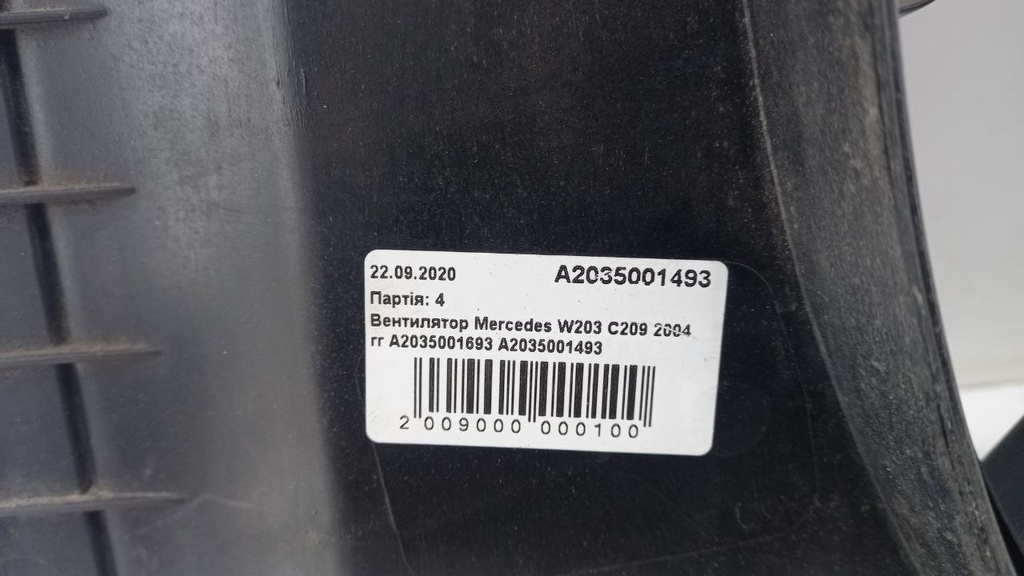 22.09.2020 A2035001493
Партія: 4
Вентилятор Mercedes W203 C209 2004
гг A2035001693 A2035001493
2 009000 000100